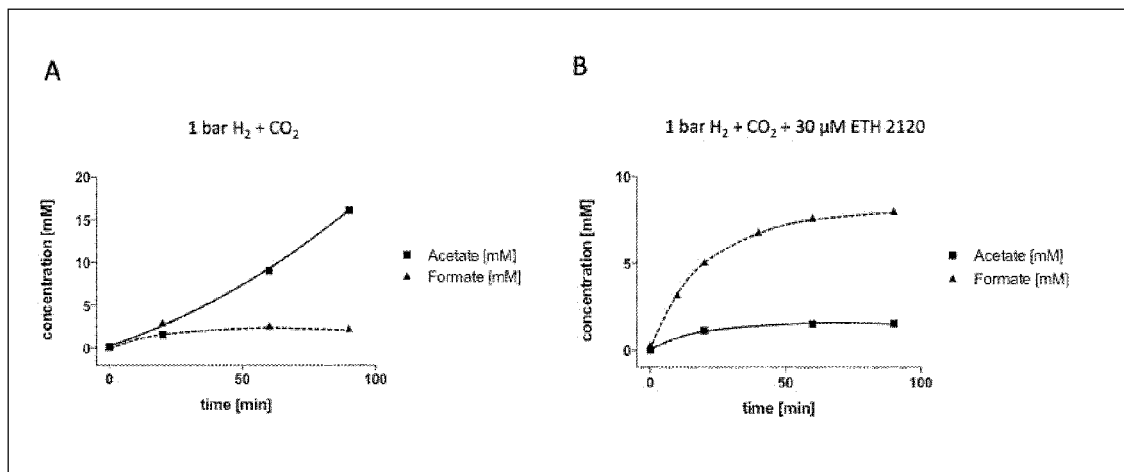 A
1 bar H₂ + CO₂
concentration [mM]
20
15
10
5
0
0
50
100
time [min]
Acetate [mM]
Formate [mM]
B
1 bar H₂ + CO₂ + 30 µM ETH 2120
concentration [mM]
10
5
0
0
50
100
time [min]
Acetate [mM]
Formate [mM]